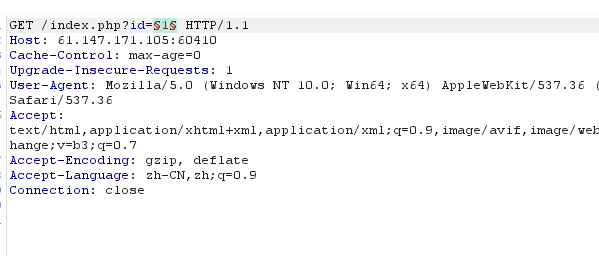 GET /index.php?id=§1§ HTTP/1.1
Host: 61.147.171.105:60410
Cache-Control: max-age=0
Upgrade-Insecure-Requests: 1
User-Agent: Mozilla/5.0 (Windows NT 10.0; Win64; x64) AppleWebKit/537.36 (
Safari/537.36
Accept:
text/html,application/xhtml+xml,application/xml;q=0.9,image/avif,image/web
hange;v=b3;q=0.7
Accept-Encoding: gzip, deflate
Accept-Language: zh-CN,zh;q=0.9
Connection: close